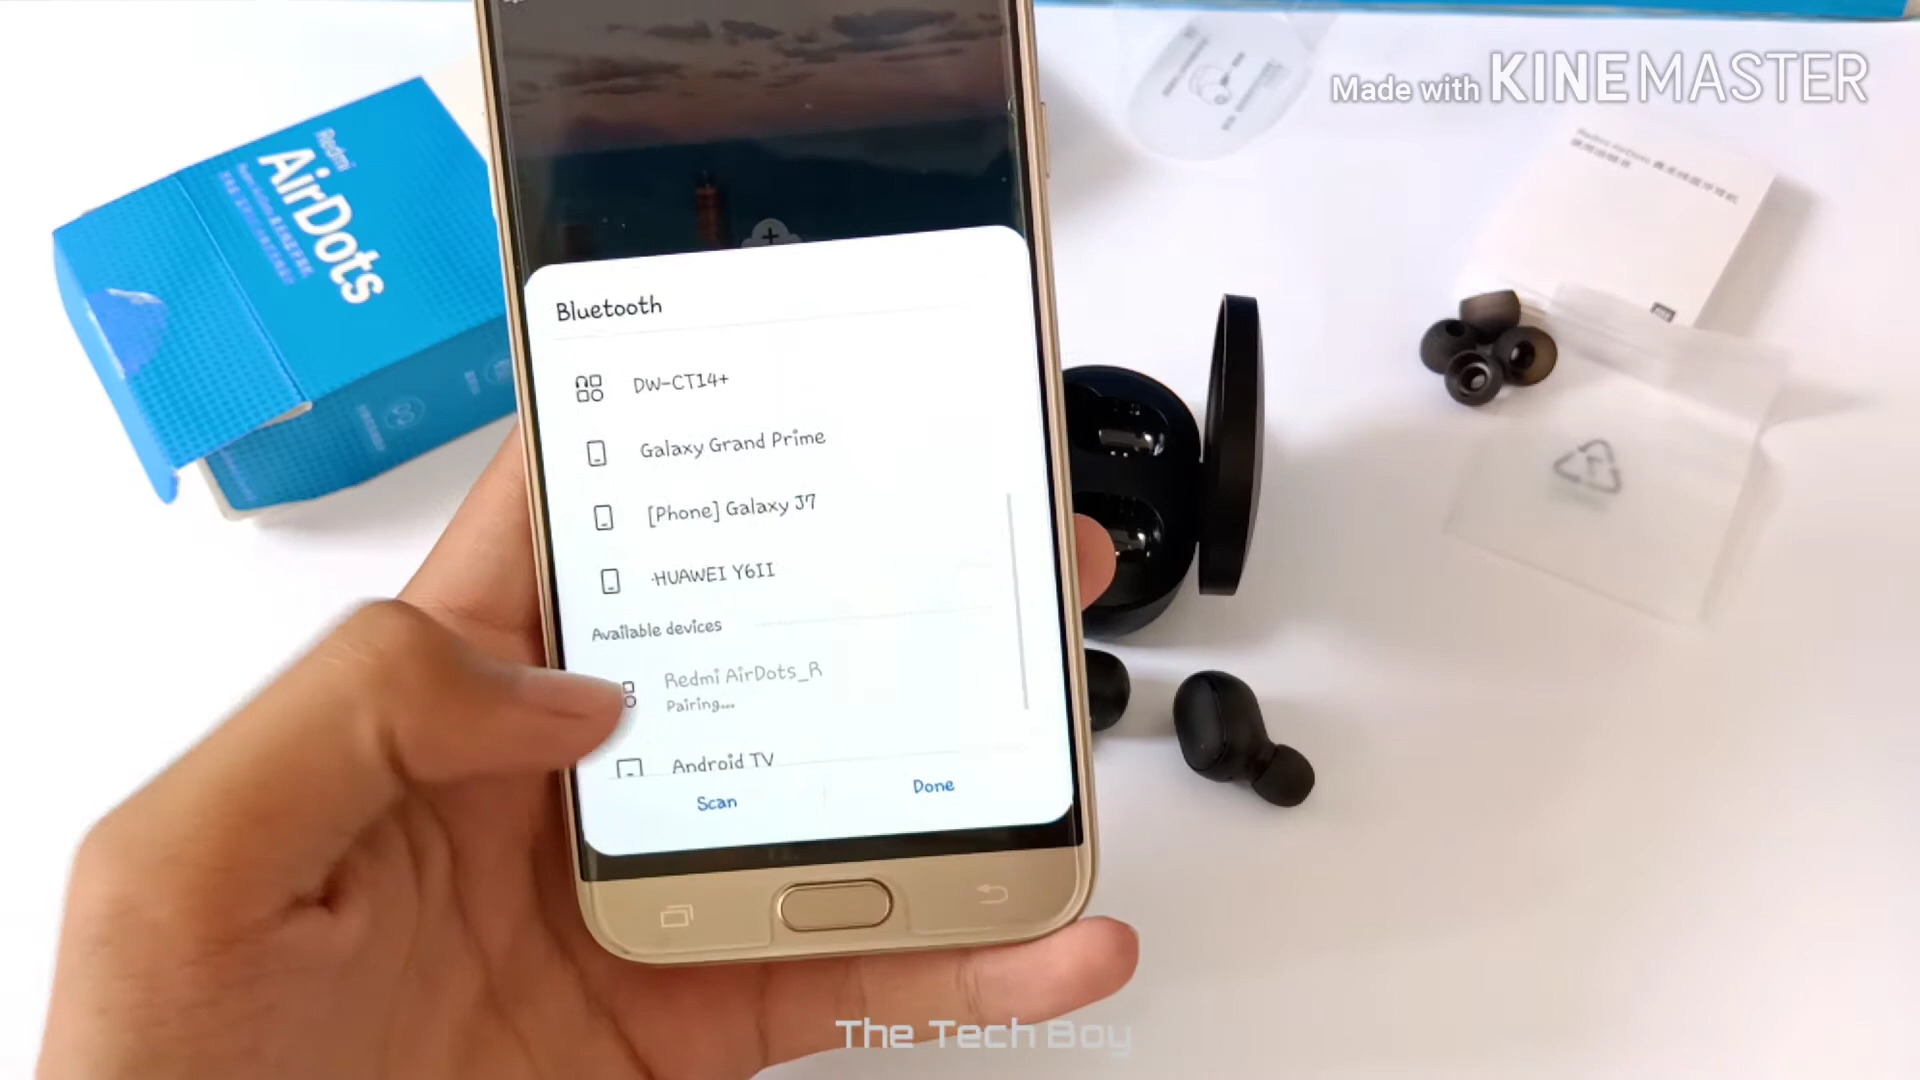 Made with KINEMASTER
Redmi
AirDots
Bluetooth
DW-CT14+
Galaxy Grand Prime
[Phone] Galaxy J7
HUAWEI Y6II
Available devices
Redmi AirDots_R
Pairing...
Android TV
Scan
Done
The Tech Boy